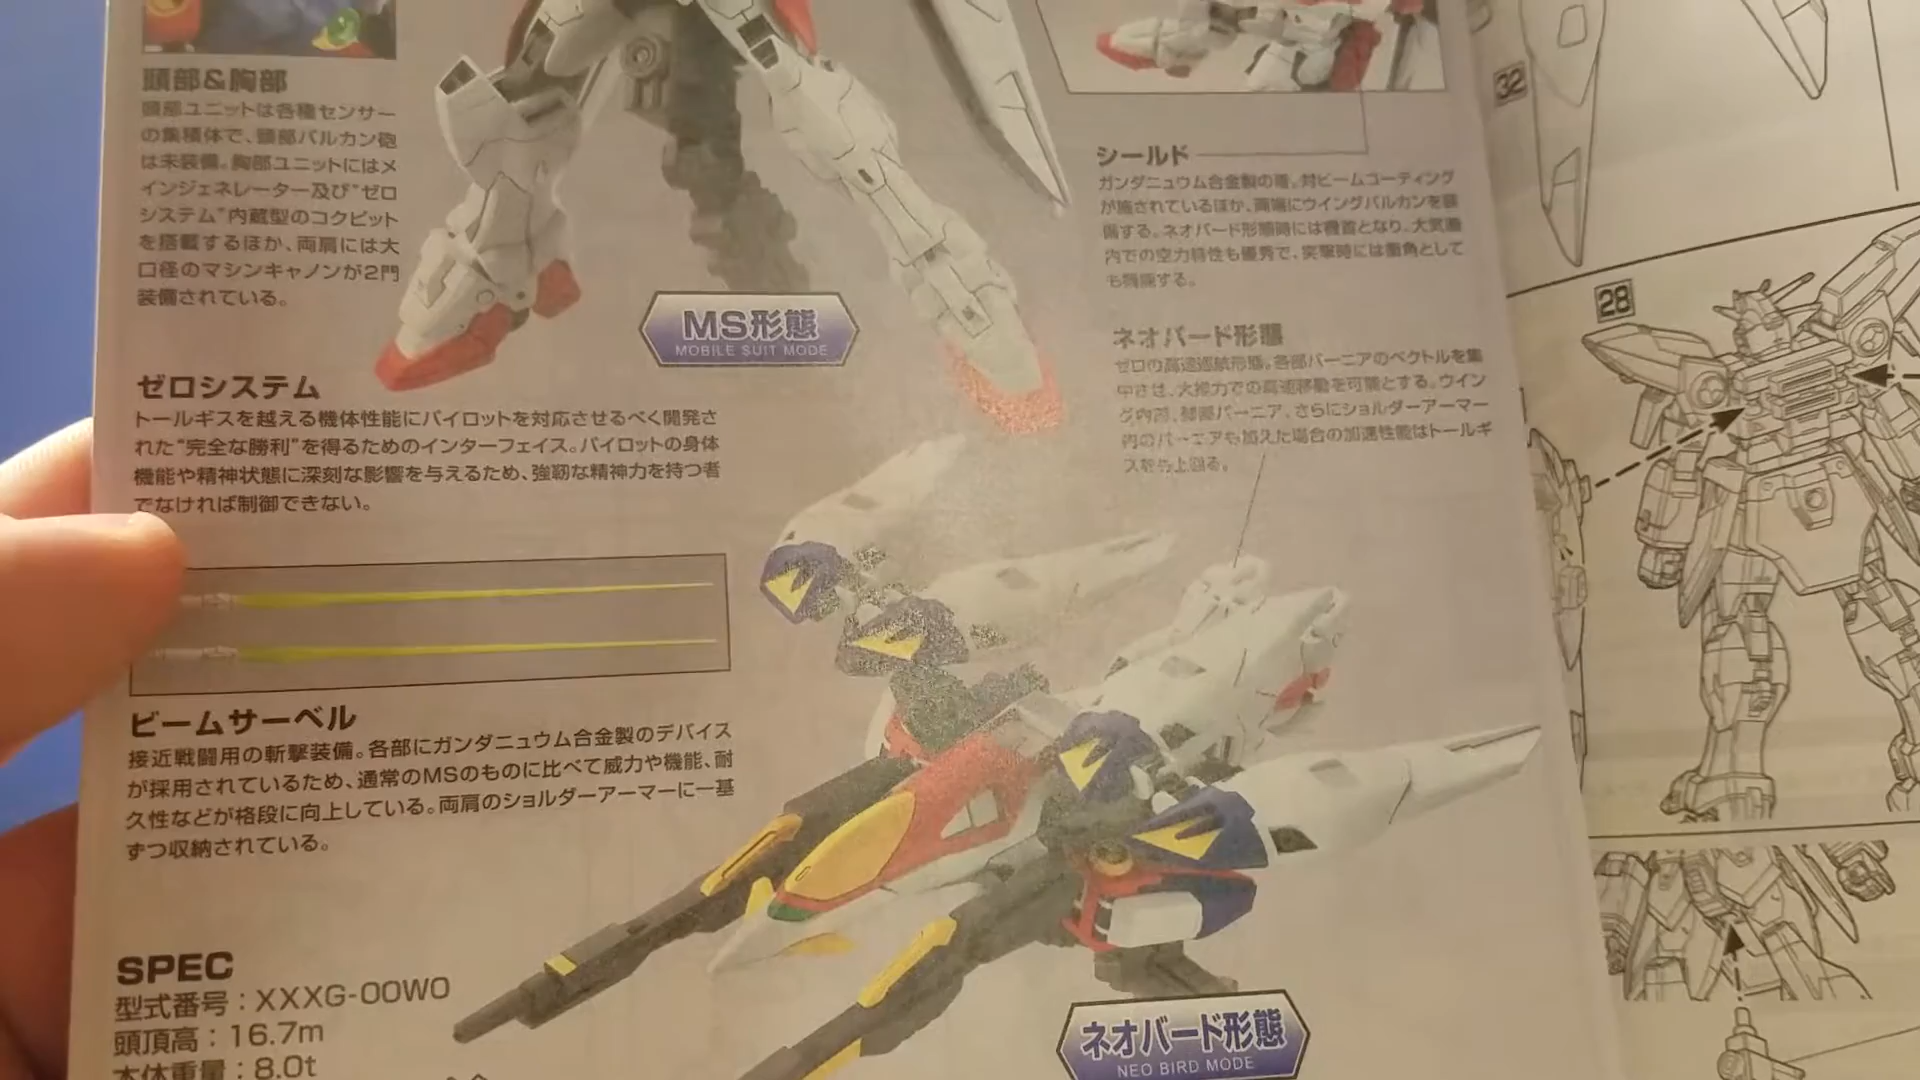 頭部&胸部
頭部ユニットは各種センサー
の集積体で、頭部バルカン砲
は未装備。胸部ユニットにはメ
インジェネレーター及び"ゼロ
システム"内蔵型のコクピット
を搭載するほか、両肩には大
口径のマシンキャノンが2門
装備されている。
MS形態
MOBILE SUIT MODE
ゼロシステム
トールギスを越える機体性能にパイロットを対応させるべく開発さ
れた"完全な勝利"を得るためのインターフェイス。パイロットの身体
機能や精神状態に深刻な影響を与えるため、強靭な精神力を持つ者
でなければ制御できない。
ビームサーベル
接近戦闘用の斬撃装備。各部にガンダニュウム合金製のデバイス
が採用されているため、通常のMSのものに比べて威力や機能、耐
久性などが格段に向上している。両肩のショルダーアーマーに一基
ずつ収納されている。
SPEC
型式番号：XXXG-00W0
頭頂高：16.7m
本体重量：8.0t
シールド
ガンダニュウム合金製の盾。対ビームコーティング
が施されているほか、両端にウイングバルカンを装
備する。ネオバード形態時には機首となり、大気圏
内での空力特性も優秀で、突撃時には衝角として
も機能する。
ネオバード形態
ゼロの高速巡航形態。各部バーニアのベクトルを集
中させ、大推力での高速移動を可能とする。ウイン
グ内部、脚部バーニア、さらにショルダーアーマー
内のバーニアも加えた場合の加速性能はトールギ
スをも上回る。
ネオバード形態
NEO BIRD MODE
32
28